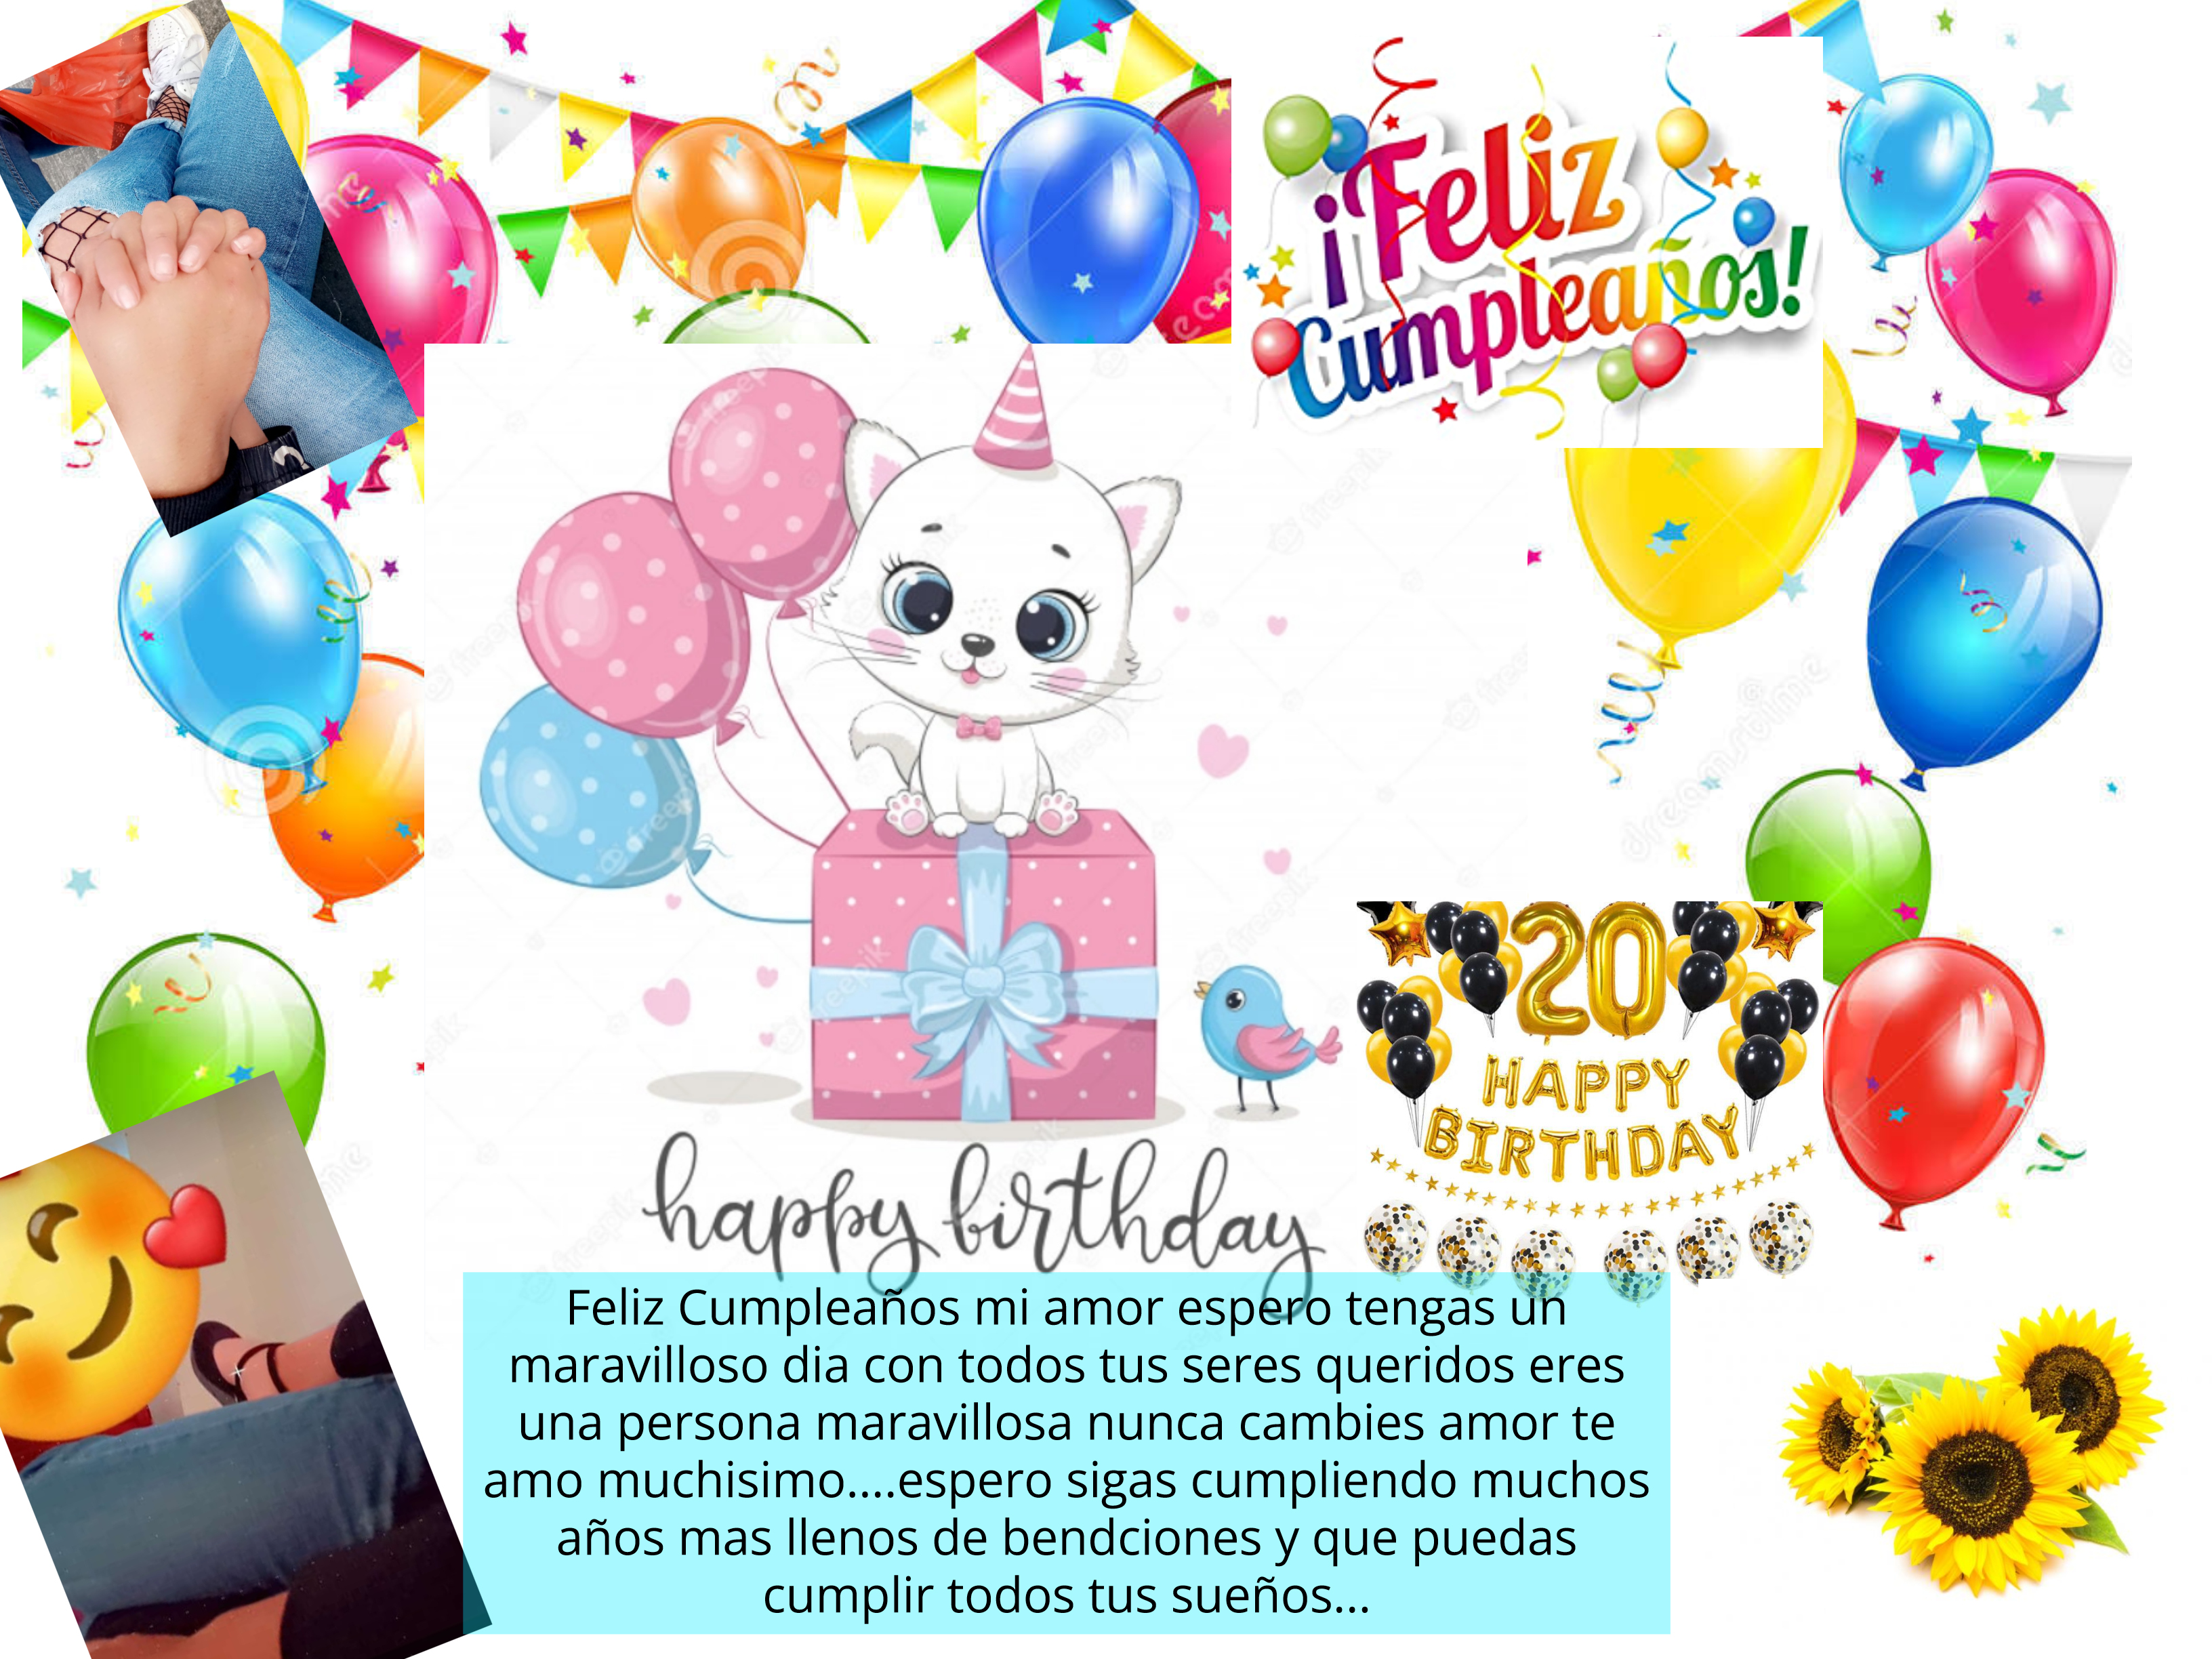 ¡Feliz
Cumpleaños!
20
HAPPY
BIRTHDAY
happy birthday
Feliz Cumpleaños mi amor espero tengas un
maravilloso dia con todos tus seres queridos eres
una persona maravillosa nunca cambies amor te
amo muchisimo....espero sigas cumpliendo muchos
años mas llenos de bendciones y que puedas
cumplir todos tus sueños...
dreamstime
freepik